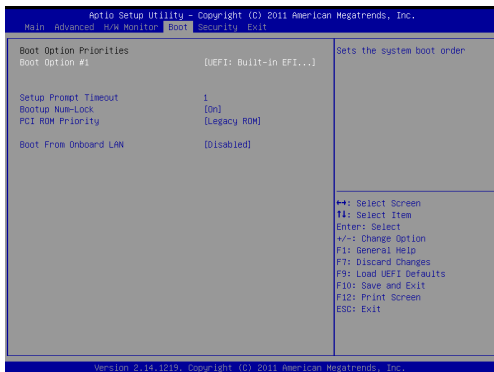 Aptio Setup Utility – Copyright (C) 2011 American Megatrends, Inc.
Main Advanced H/W Monitor Boot Security Exit
Boot Option Priorities
Boot Option #1 [UEFI: Built-in EFI...]
Setup Prompt Timeout 1
Bootup Num-Lock [On]
PCI ROM Priority [Legacy ROM]
Boot From Onboard LAN [Disabled]
Sets the system boot order
↔: Select Screen
↑↓: Select Item
Enter: Select
+/-: Change Option
F1: General Help
F7: Discard Changes
F9: Load UEFI Defaults
F10: Save and Exit
F12: Print Screen
ESC: Exit
Version 2.14.1219. Copyright (C) 2011 American Megatrends, Inc.